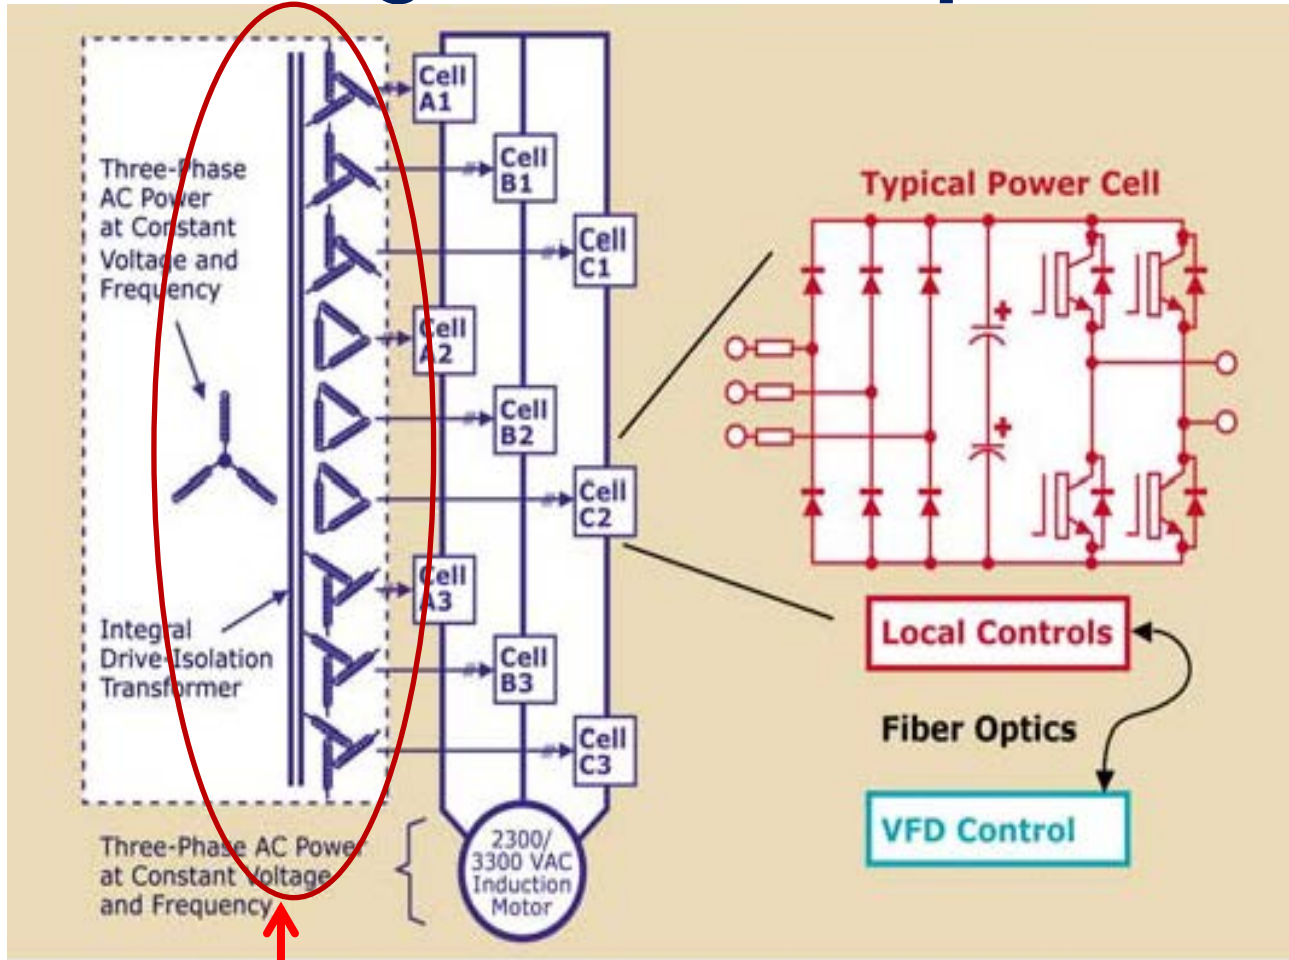 Three-Phase
AC Power
at Constant
Voltage and
Frequency
Integral
Drive-Isolation
Transformer
Cell
A1
Cell
B1
Cell
C1
Cell
A2
Cell
B2
Cell
C2
Cell
A3
Cell
B3
Cell
C3
Three-Phase AC Power
at Constant Voltage
and Frequency
2300/
3300 VAC
Induction
Motor
Typical Power Cell
+
+
Local Controls
Fiber Optics
VFD Control